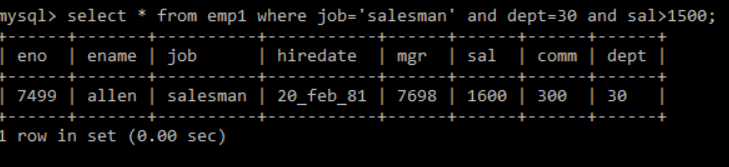 mysql> select * from emp1 where job='salesman' and dept=30 and sal>1500;
+------+-------+----------+-----------+------+------+------+------+
| eno | ename | job | hiredate | mgr | sal | comm | dept |
+------+-------+----------+-----------+------+------+------+------+
| 7499 | allen | salesman | 20_feb_81 | 7698 | 1600 | 300 | 30 |
+------+-------+----------+-----------+------+------+------+------+
1 row in set (0.00 sec)